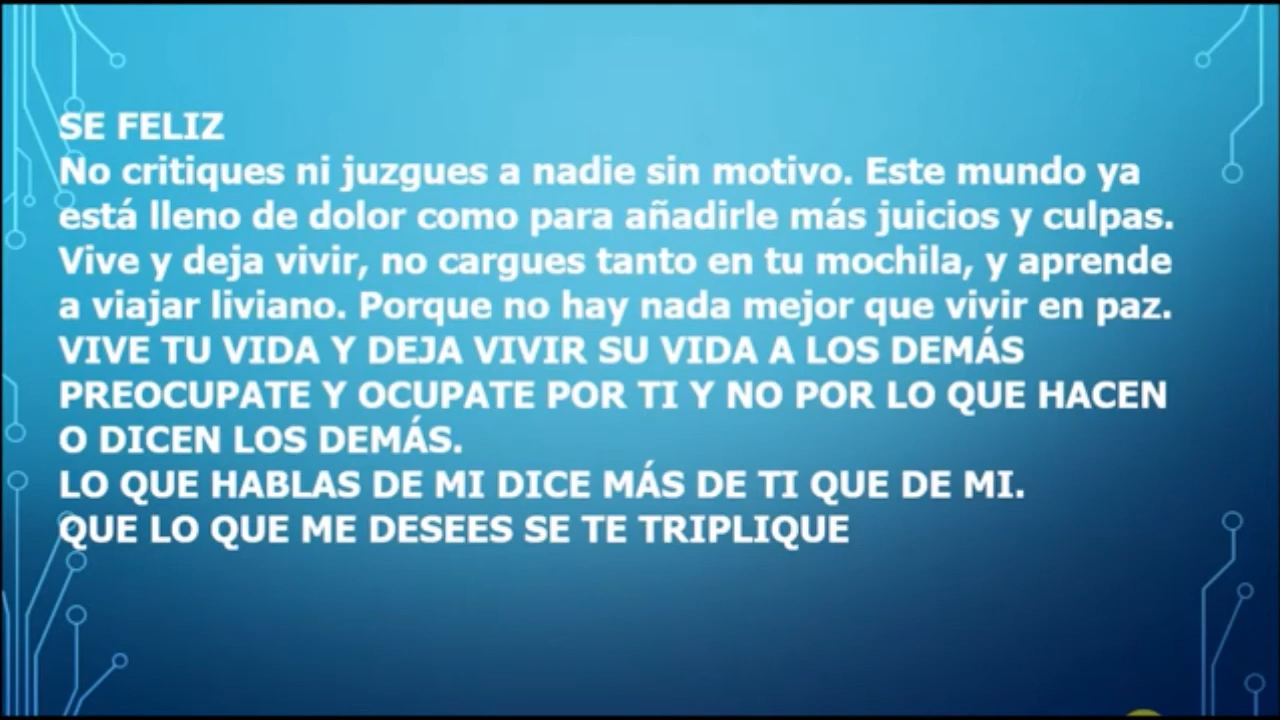 SE FELIZ
No critiques ni juzgues a nadie sin motivo. Este mundo ya
está lleno de dolor como para añadirle más juicios y culpas.
Vive y deja vivir, no cargues tanto en tu mochila, y aprende
a viajar liviano. Porque no hay nada mejor que vivir en paz.
VIVE TU VIDA Y DEJA VIVIR SU VIDA A LOS DEMÁS
PREOCUPATE Y OCUPATE POR TI Y NO POR LO QUE HACEN
O DICEN LOS DEMÁS.
LO QUE HABLAS DE MI DICE MÁS DE TI QUE DE MI.
QUE LO QUE ME DESEES SE TE TRIPLIQUE